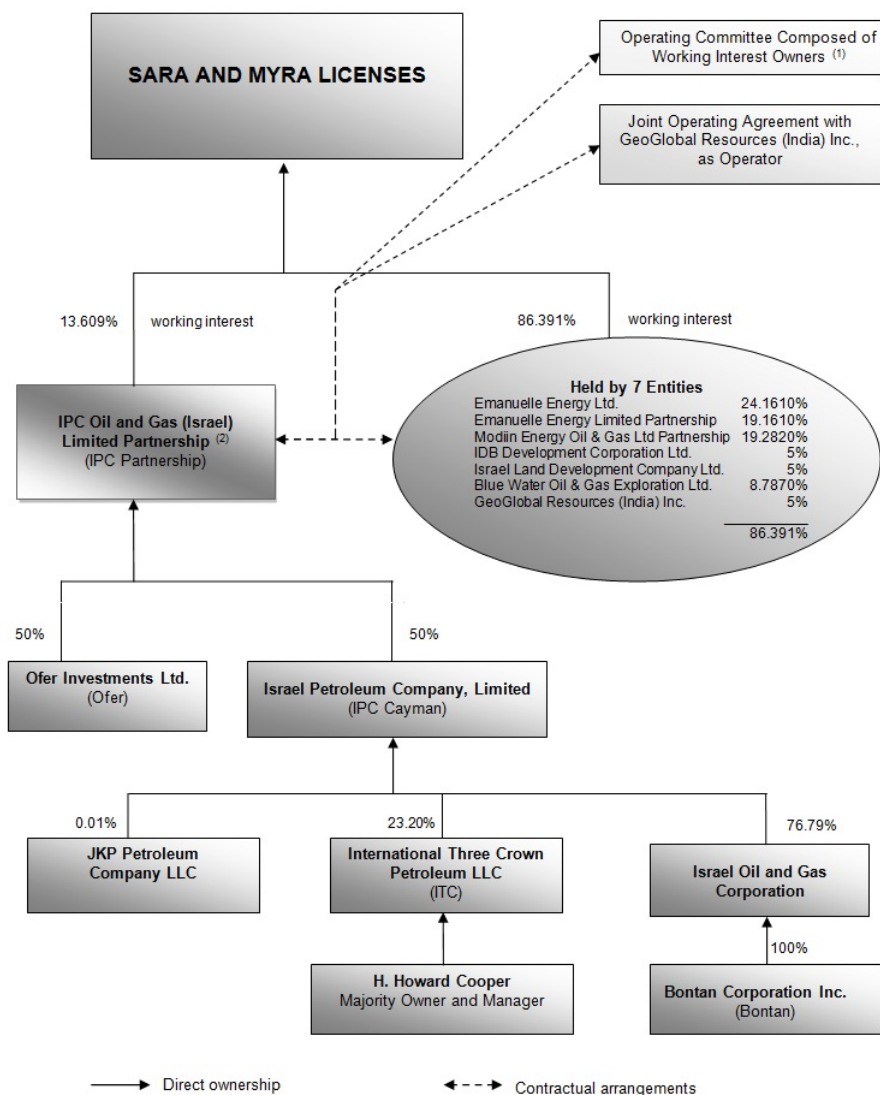 SARA AND MYRA LICENSES
Operating Committee Composed of
Working Interest Owners (1)
Joint Operating Agreement with
GeoGlobal Resources (India) Inc.,
as Operator
13.609%
working interest
86.391%
working interest
IPC Oil and Gas (Israel)
Limited Partnership (2)
(IPC Partnership)
Held by 7 Entities
Emanuelle Energy Ltd. 24.1610%
Emanuelle Energy Limited Partnership 19.1610%
Modiin Energy Oil & Gas Ltd Partnership 19.2820%
IDB Development Corporation Ltd. 5%
Israel Land Development Company Ltd. 5%
Blue Water Oil & Gas Exploration Ltd. 8.7870%
GeoGlobal Resources (India) Inc. 5%
86.391%
50%
50%
Ofer Investments Ltd.
(Ofer)
Israel Petroleum Company, Limited
(IPC Cayman)
0.01%
23.20%
76.79%
JKP Petroleum
Company LLC
International Three Crown
Petroleum LLC
(ITC)
Israel Oil and Gas
Corporation
100%
H. Howard Cooper
Majority Owner and Manager
Bontan Corporation Inc.
(Bontan)
Direct ownership
Contractual arrangements